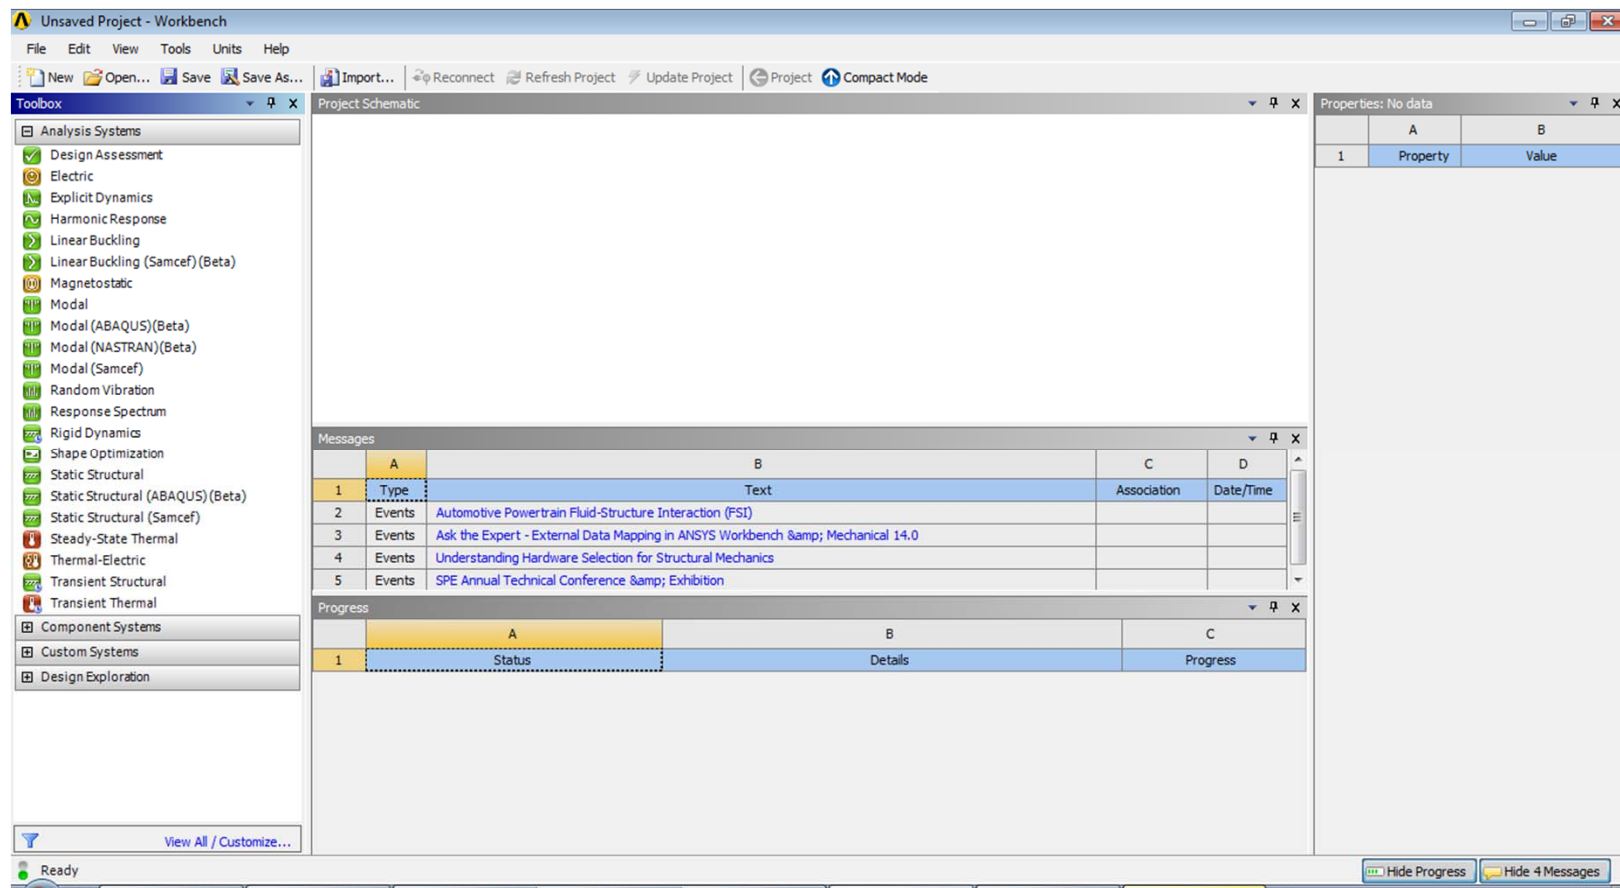 Unsaved Project - Workbench
File Edit View Tools Units Help
New Open... Save Save As... Import... Reconnect Refresh Project Update Project Project Compact Mode
Toolbox
Analysis Systems
Design Assessment
Electric
Explicit Dynamics
Harmonic Response
Linear Buckling
Linear Buckling (Samcef)(Beta)
Magnetostatic
Modal
Modal (ABAQUS)(Beta)
Modal (NASTRAN)(Beta)
Modal (Samcef)
Random Vibration
Response Spectrum
Rigid Dynamics
Shape Optimization
Static Structural
Static Structural (ABAQUS)(Beta)
Static Structural (Samcef)
Steady-State Thermal
Thermal-Electric
Transient Structural
Transient Thermal
Component Systems
Custom Systems
Design Exploration
View All / Customize...
Project Schematic
Messages
A B C D
1 Type Text Association Date/Time
2 Events Automotive Powertrain Fluid-Structure Interaction (FSI)
3 Events Ask the Expert - External Data Mapping in ANSYS Workbench &amp; Mechanical 14.0
4 Events Understanding Hardware Selection for Structural Mechanics
5 Events SPE Annual Technical Conference &amp; Exhibition
Progress
A B C
1 Status Details Progress
Properties: No data
A B
1 Property Value
Ready
Hide Progress Hide 4 Messages